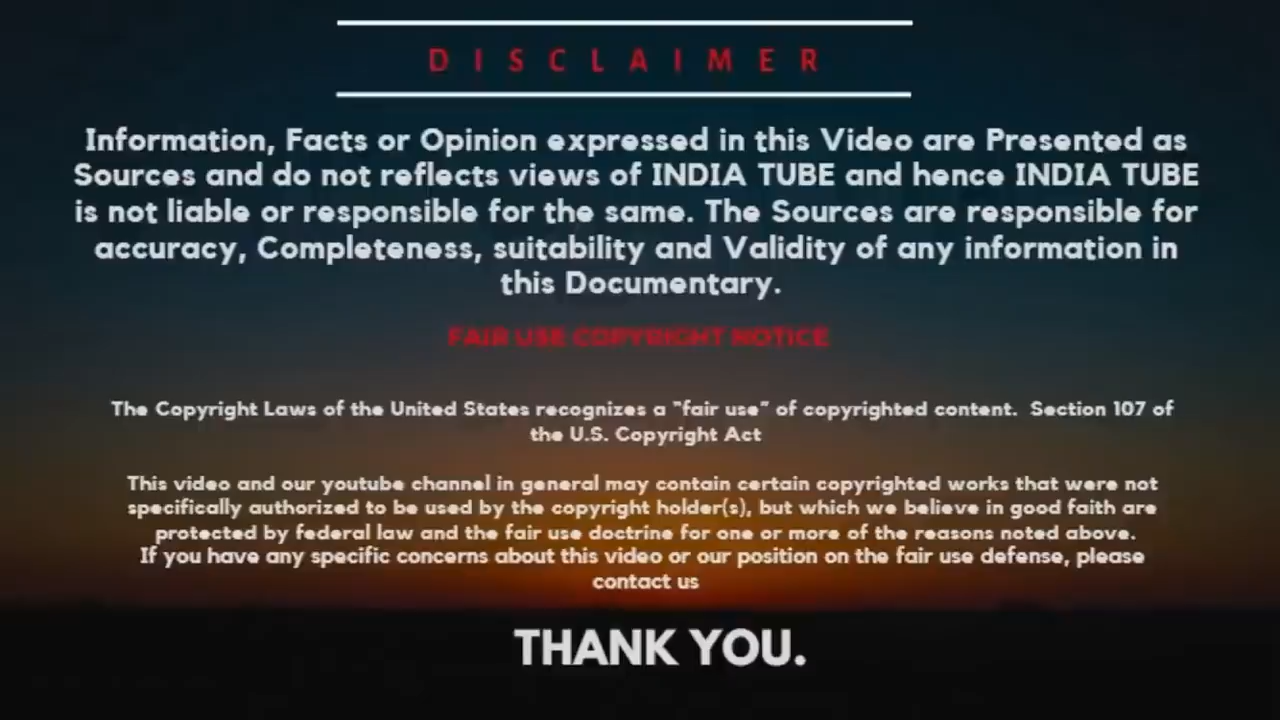 DISCLAIMER
Information, Facts or Opinion expressed in this Video are Presented as
Sources and do not reflects views of INDIA TUBE and hence INDIA TUBE
is not liable or responsible for the same. The Sources are responsible for
accuracy, Completeness, suitability and Validity of any information in
this Documentary.
FAIR USE COPYRIGHT NOTICE
The Copyright Laws of the United States recognizes a "fair use" of copyrighted content. Section 107 of
the U.S. Copyright Act
This video and our youtube channel in general may contain certain copyrighted works that were not
specifically authorized to be used by the copyright holder(s), but which we believe in good faith are
protected by federal law and the fair use doctrine for one or more of the reasons noted above.
If you have any specific concerns about this video or our position on the fair use defense, please
contact us
THANK YOU.